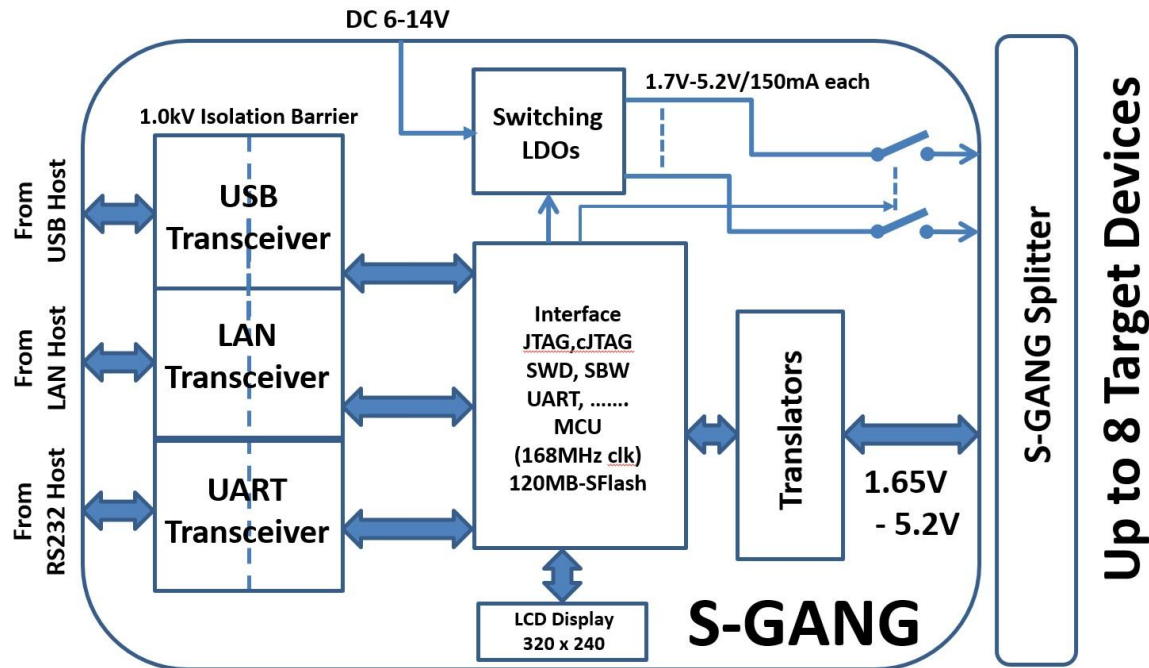 DC 6-14V
1.7V-5.2V/150mA each
1.0kV Isolation Barrier
Switching
LDOs
From
USB Host
USB
Transceiver
From
LAN Host
LAN
Transceiver
From
RS232 Host
UART
Transceiver
Interface
JTAG,cJTAG
SWD, SBW
UART, .......
MCU
(168MHz clk)
120MB-SFlash
Translators
1.65V
- 5.2V
LCD Display
320 x 240
S-GANG
S-GANG Splitter
Up to 8 Target Devices